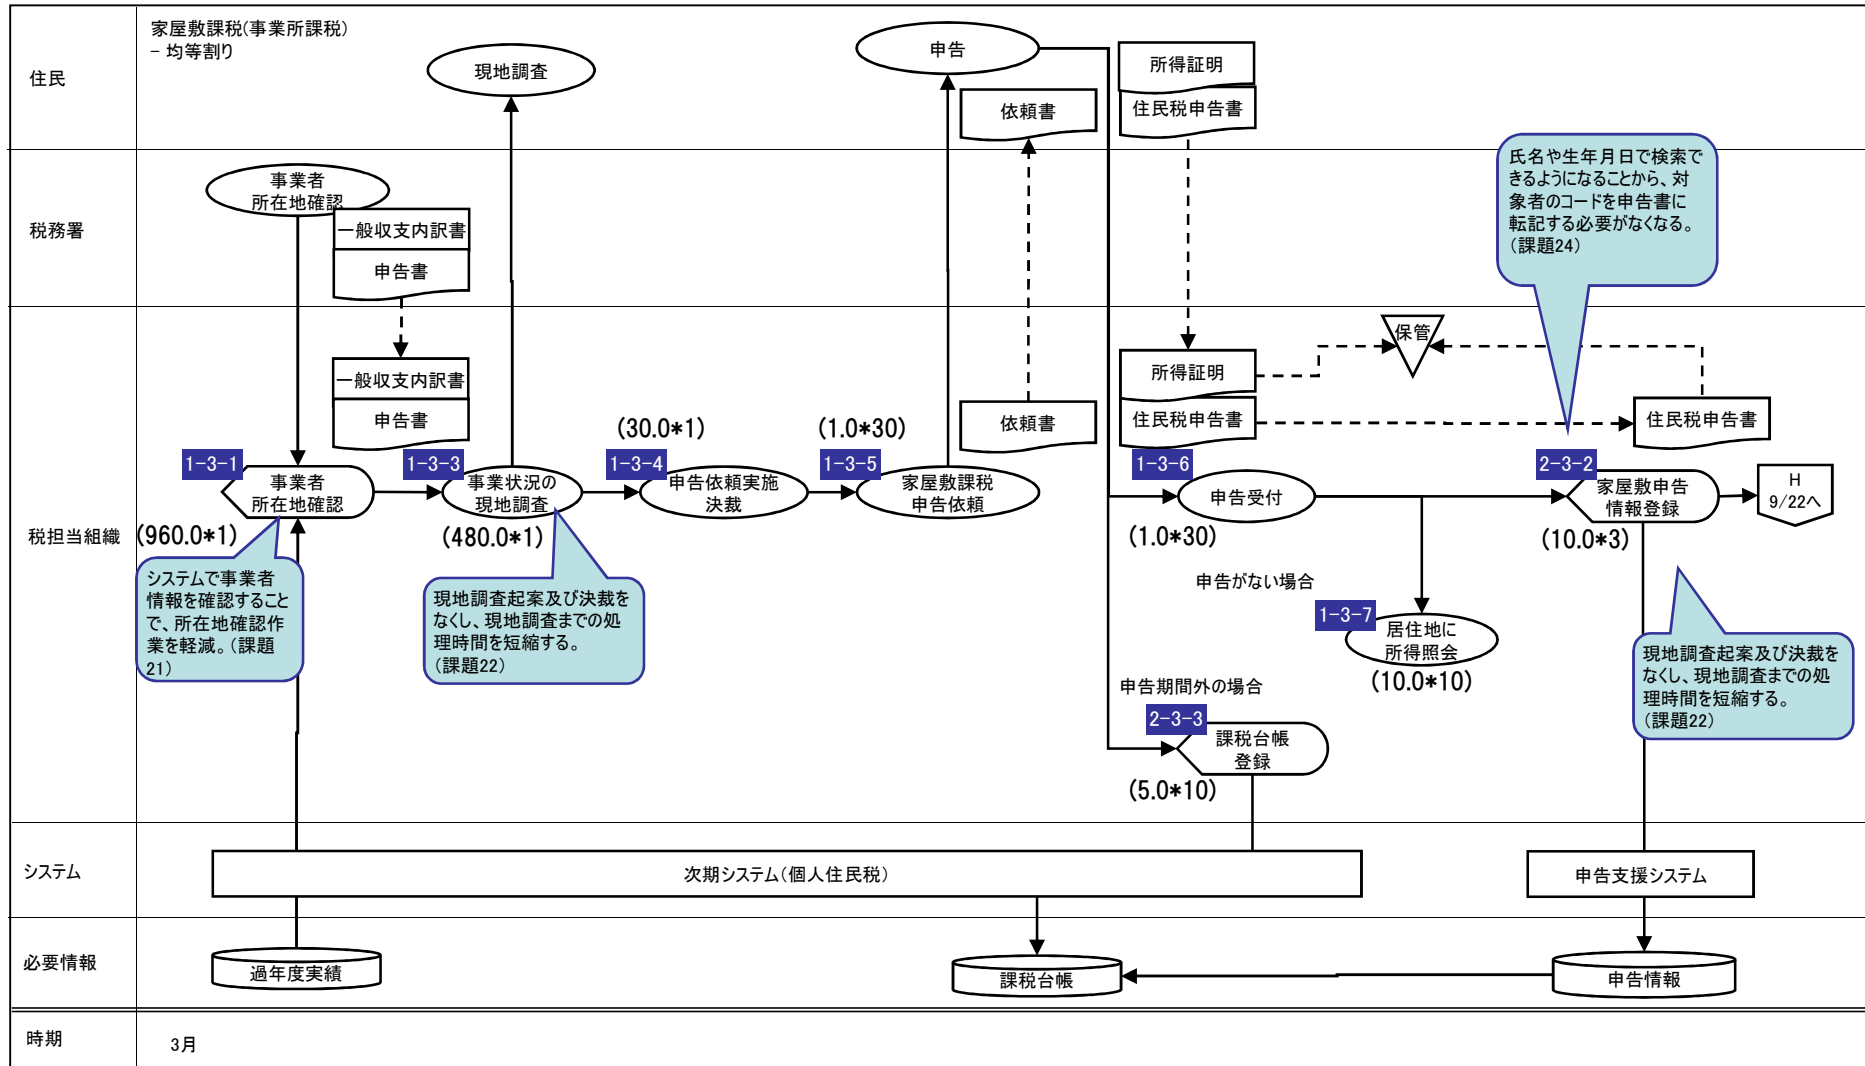 家屋敷課税(事業所課税)
- 均等割り
住民
現地調査
申告
所得証明
住民税申告書
依頼書
税務署
事業者
所在地確認
一般収支内訳書
申告書
氏名や生年月日で検索で
きるようになることから、対
象者のコードを申告書に
転記する必要がなくなる。
(課題24)
税担当組織
一般収支内訳書
申告書
依頼書
所得証明
住民税申告書
保管
住民税申告書
1-3-1
事業者
所在地確認
(960.0*1)
システムで事業者
情報を確認すること
で、所在地確認作
業を軽減。(課題
21)
1-3-3
事業状況の
現地調査
(480.0*1)
現地調査起案及び決裁を
なくし、現地調査までの処
理時間を短縮する。
(課題22)
(30.0*1)
1-3-4
申告依頼実施
決裁
(1.0*30)
1-3-5
家屋敷課税
申告依頼
1-3-6
申告受付
(1.0*30)
2-3-2
家屋敷申告
情報登録
(10.0*3)
H
9/22へ
申告がない場合
1-3-7
居住地に
所得照会
(10.0*10)
現地調査起案及び決裁を
なくし、現地調査までの処
理時間を短縮する。
(課題22)
申告期間外の場合
2-3-3
課税台帳
登録
(5.0*10)
システム
次期システム(個人住民税)
申告支援システム
必要情報
過年度実績
課税台帳
申告情報
時期
3月